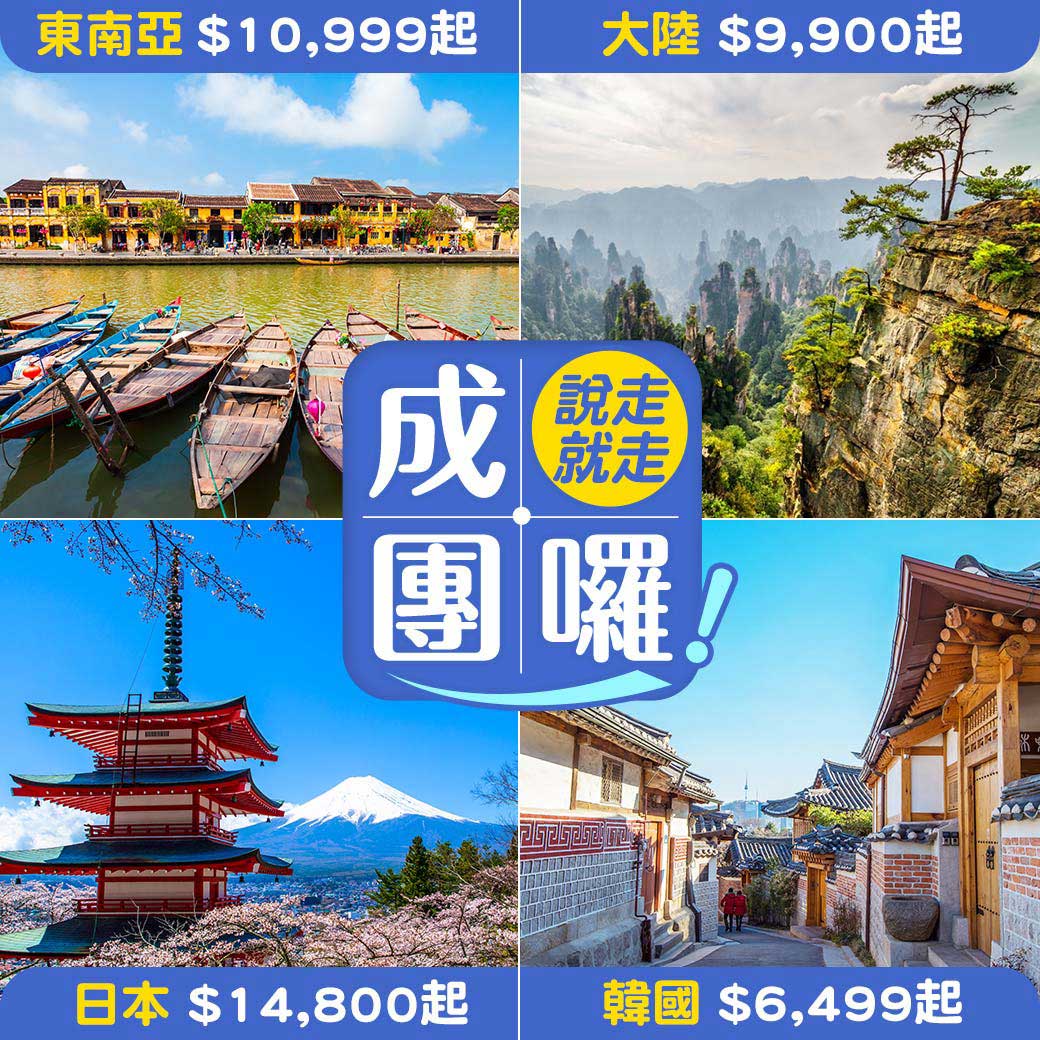 東南亞 $10,999起
大陸 $9,900起
成
說走
就走
團囉!
日本 $14,800起
韓國 $6,499起